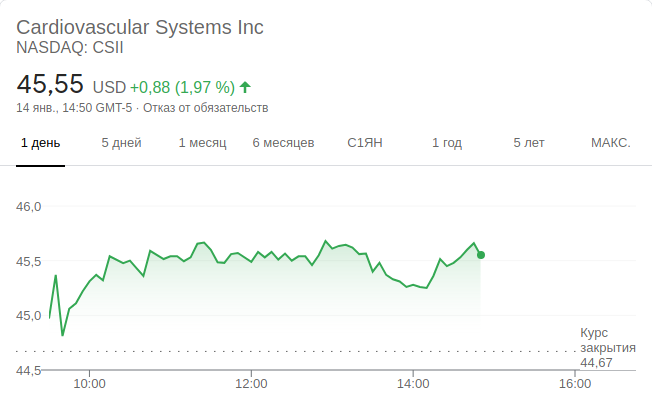 Cardiovascular Systems Inc
NASDAQ: CSII
45,55 USD +0,88 (1,97 %)
14 янв., 14:50 GMT-5 · Отказ от обязательств
1 день 5 дней 1 месяц 6 месяцев С1ЯН 1 год 5 лет МАКС.
46,0
45,5
45,0
Курс
закрытия
44,67
44,5
10:00 12:00 14:00 16:00